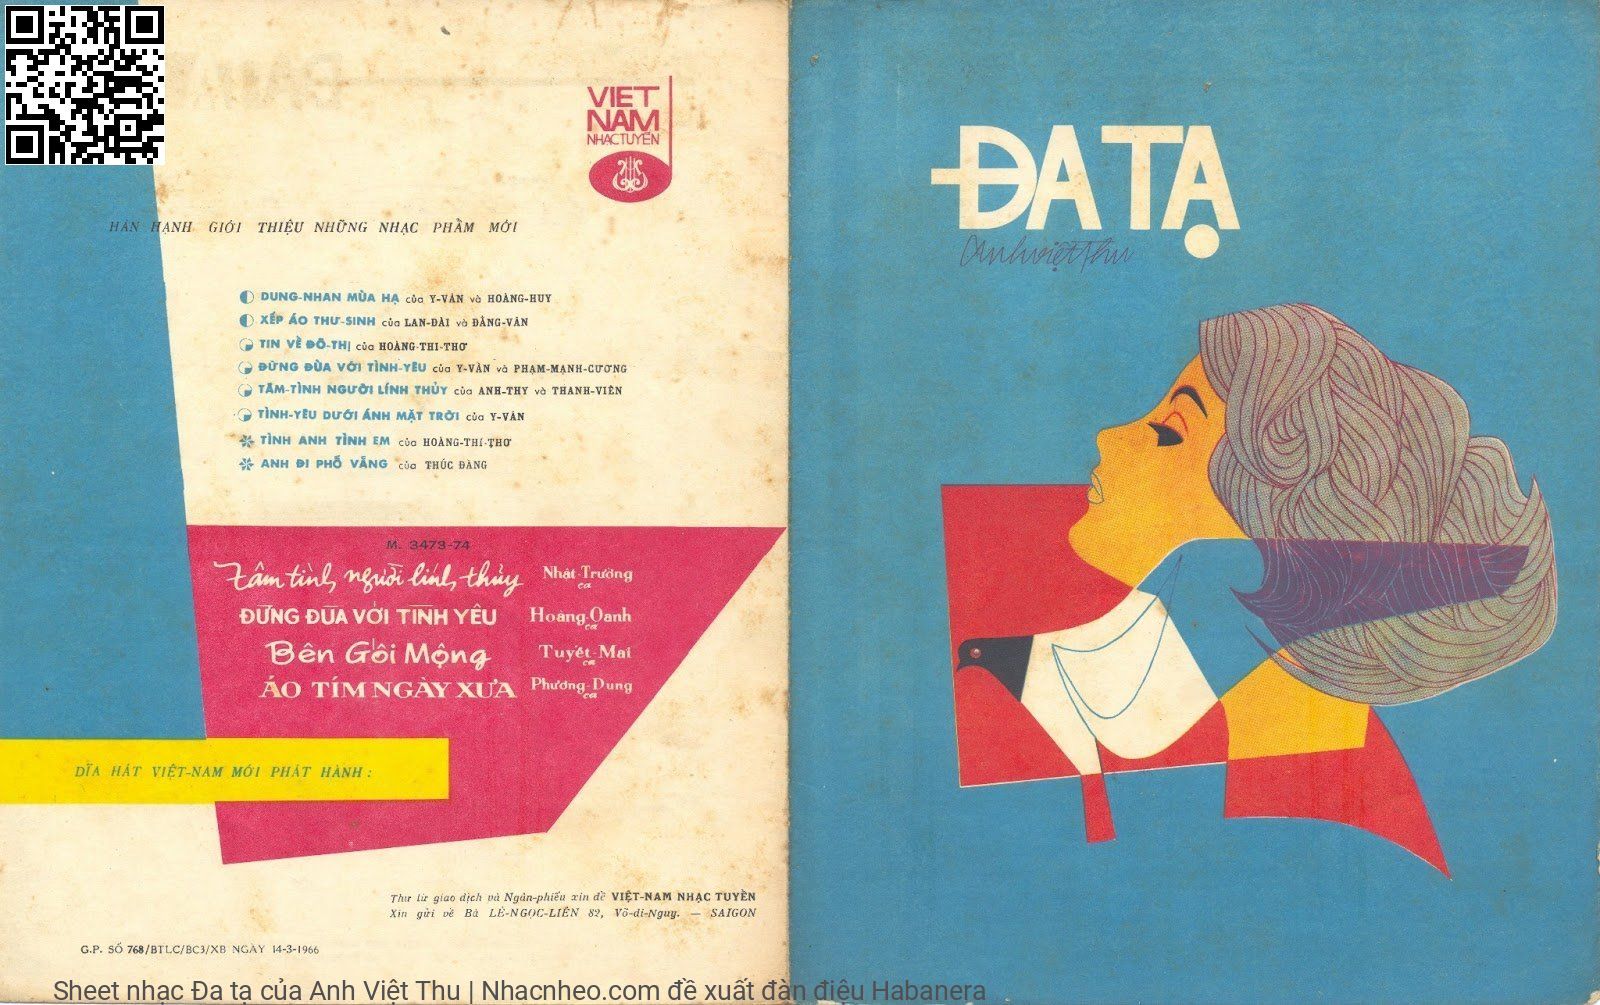 VIET
NAM
NHẠC TUYỂN
HÂN HẠNH GIỚI THIỆU NHỮNG NHẠC PHẨM MỚI
DUNG-NHAN MÙA HẠ của Y-VÂN và HOÀNG-HUY
XẾP ÁO THƯ-SINH của LAN-ĐÀI và ĐẰNG-VÂN
TIN VỀ ĐÔ-THỊ của HOÀNG-THI-THƠ
ĐỪNG ĐÙA VỚI TÌNH-YÊU của Y-VÂN và PHẠM-MẠNH-CƯƠNG
TÂM-TÌNH NGƯỜI LÍNH THỦY của ANH-THY và THANH-VIÊN
TÌNH-YÊU DƯỚI ÁNH MẶT TRỜI của Y-VÂN
TÌNH ANH TÌNH EM của HOÀNG-THI-THƠ
ANH ĐI PHỐ VẮNG của THÚC ĐĂNG
M. 3473-74
Tâm tình người lính thủy Nhật-Trường ca
ĐỪNG ĐÙA VỚI TÌNH YÊU Hoàng-Oanh ca
Bên Gối Mộng Tuyết-Mai ca
ÁO TÍM NGÀY XƯA Phương-Dung ca
DĨA HÁT VIỆT-NAM MỚI PHÁT HÀNH :
Thư từ giao dịch và Ngân-phiếu xin đề VIỆT-NAM NHẠC TUYỂN
Xin gửi về Bà LÊ-NGỌC-LIÊN 82, Võ-di-Nguy. — SAIGON
G.P. SỐ 768/BTLC/BC3/XB NGÀY 14-3-1966
ĐA TẠ
Anh việt Thu
Sheet nhạc Đa tạ của Anh Việt Thu | Nhacnheo.com đề xuất đàn điệu Habanera